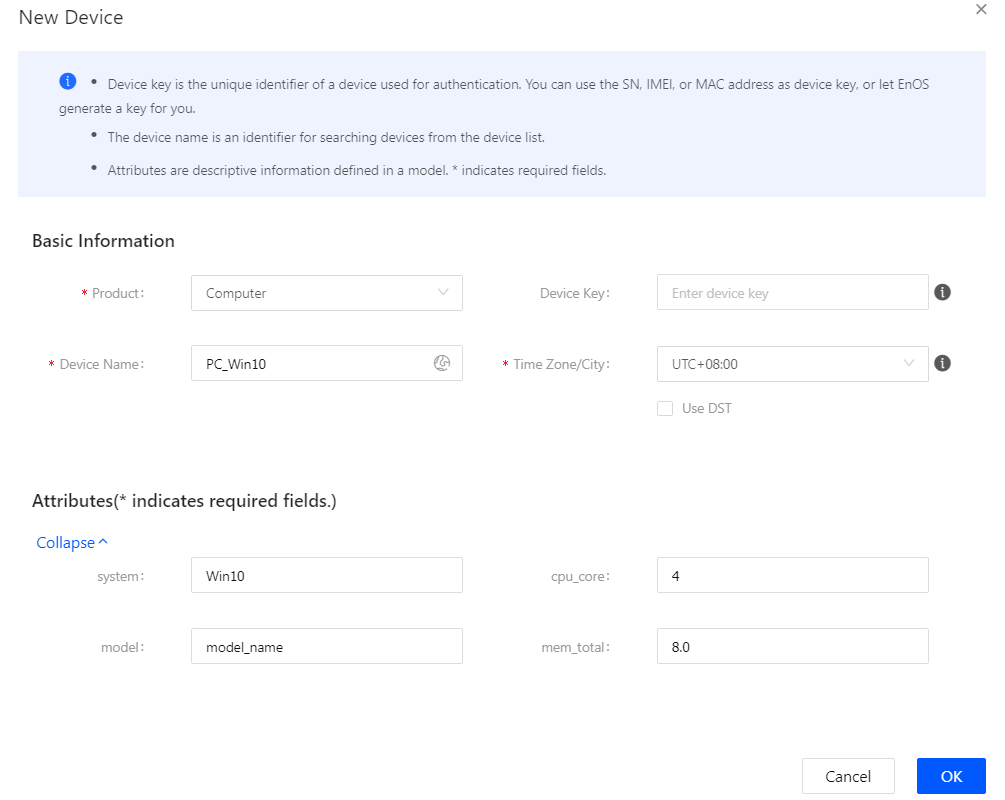 New Device
• Device key is the unique identifier of a device used for authentication. You can use the SN, IMEI, or MAC address as device key, or let EnOS
generate a key for you.
• The device name is an identifier for searching devices from the device list.
• Attributes are descriptive information defined in a model. * indicates required fields.
Basic Information
* Product: Computer Device Key: Enter device key
* Device Name: PC_Win10 * Time Zone/City: UTC+08:00
Use DST
Attributes(* indicates required fields.)
Collapse
system: Win10 cpu_core: 4
model: model_name mem_total: 8.0
Cancel OK